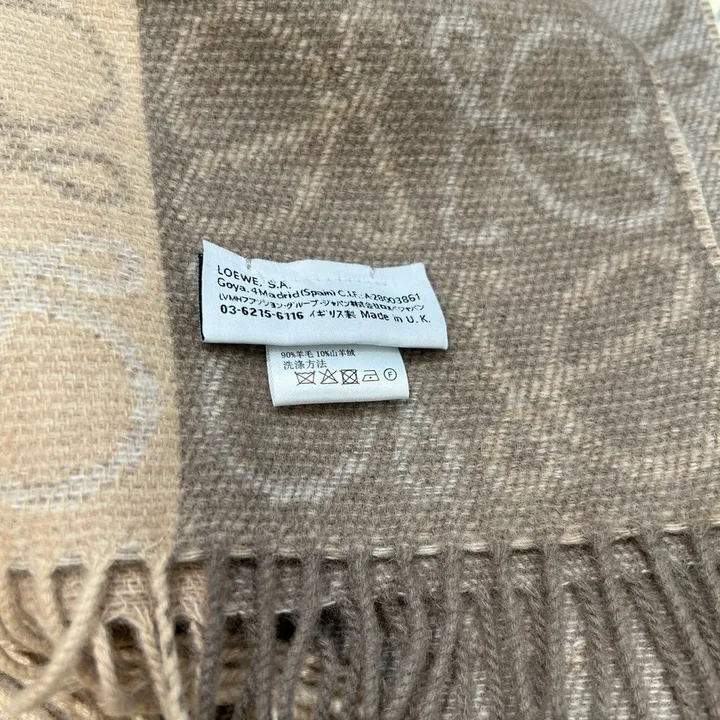 LOEWE, S.A.
Goya, 4 Madrid (Spain) C.I.F.: A-28003861
LVMHファッション・グループ・ジャパン株式会社ロエベジャパン
03-6215-6116 イギリス製 Made in U.K.
90%羊毛 10%山羊绒
洗涤方法
F